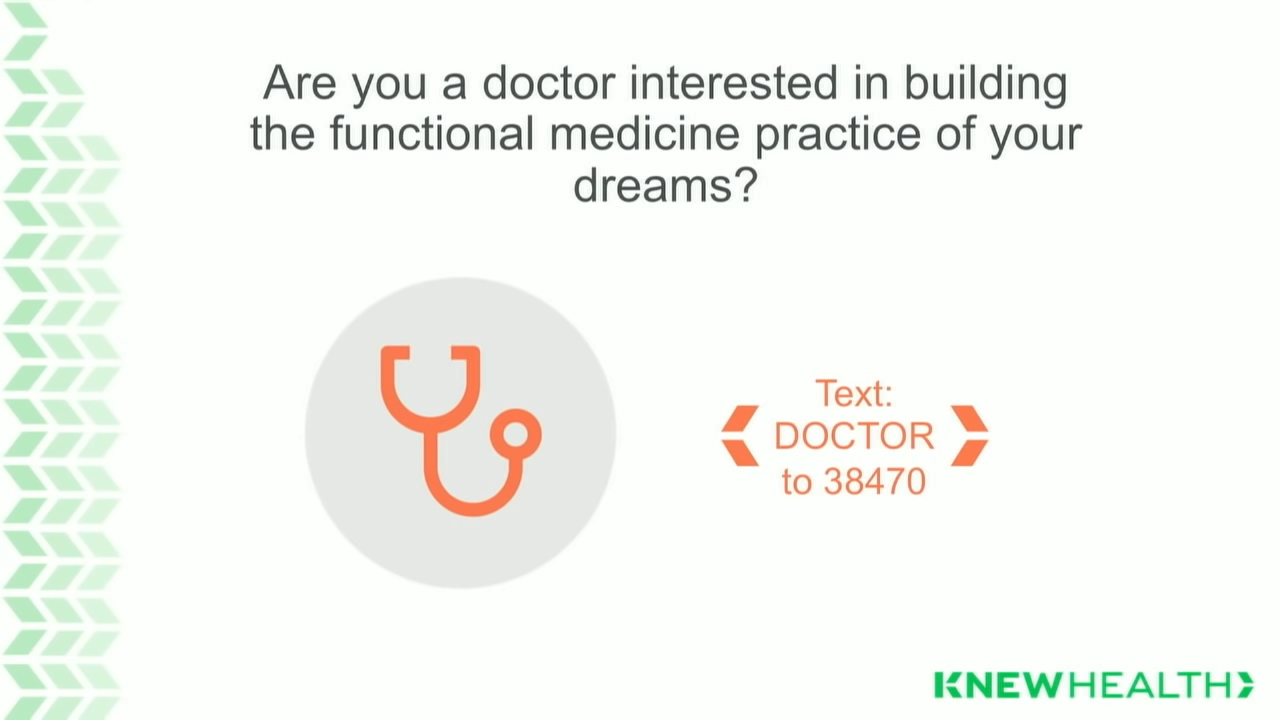 Are you a doctor interested in building
the functional medicine practice of your
dreams?
Text:
DOCTOR
to 38470
KNEWHEALTH